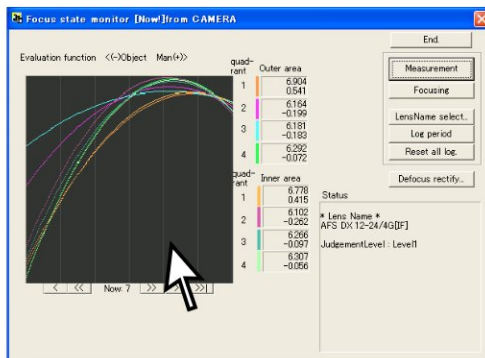 Focus state monitor [Now!]from CAMERA
End.
Evaluation function <(-)Object Man(+)>
quad-
rant
Outer area
1
6.904
0.541
2
6.164
-0.199
3
6.181
-0.183
4
6.292
-0.072
quad-
rant
Inner area
1
6.778
0.415
2
6.102
-0.262
3
6.266
-0.097
4
6.307
-0.056
< << Now: 7 >> >|
Measurement
Focusing
LensName select..
Log period
Reset all log.
Defocus rectify..
Status
* Lens Name *
AFS DX 12-24/4G[IF]
JudgementLevel : Level1